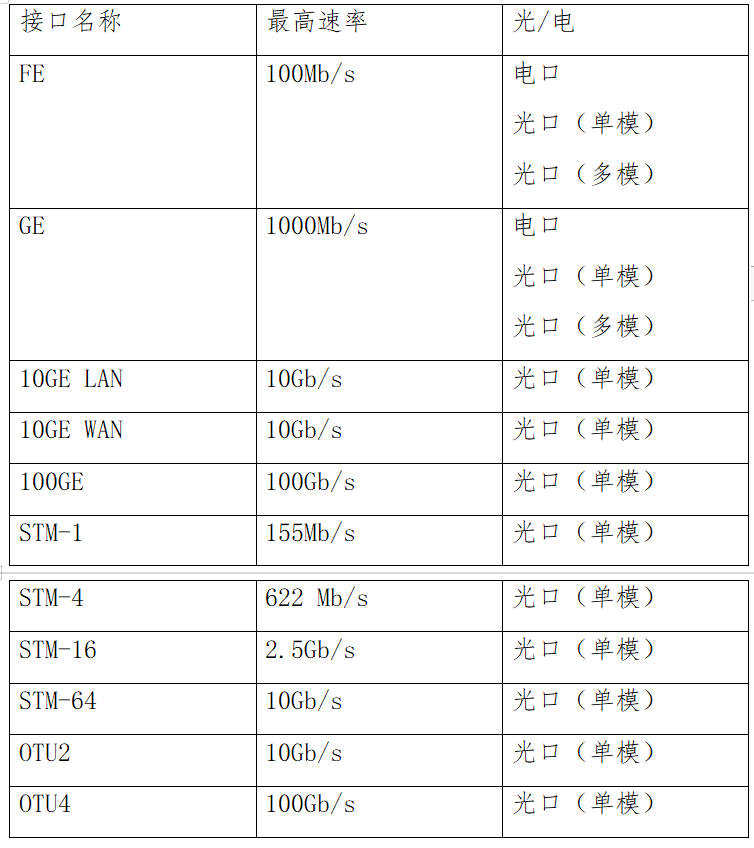 接口名称 最高速率 光/电
FE 100Mb/s 电口
光口（单模）
光口（多模）
GE 1000Mb/s 电口
光口（单模）
光口（多模）
10GE LAN 10Gb/s 光口（单模）
10GE WAN 10Gb/s 光口（单模）
100GE 100Gb/s 光口（单模）
STM-1 155Mb/s 光口（单模）
STM-4 622 Mb/s 光口（单模）
STM-16 2.5Gb/s 光口（单模）
STM-64 10Gb/s 光口（单模）
OTU2 10Gb/s 光口（单模）
OTU4 100Gb/s 光口（单模）